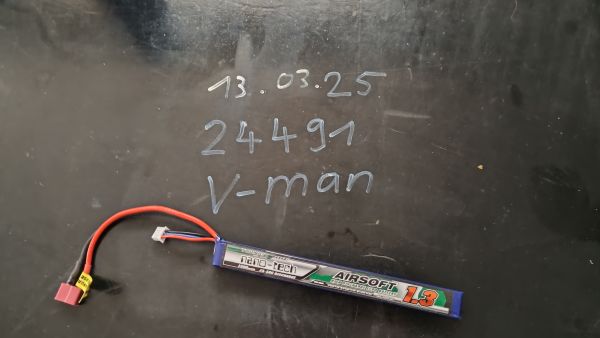 13.03.25
24491
V-man
nano-tech
AIRSOFT
1.3